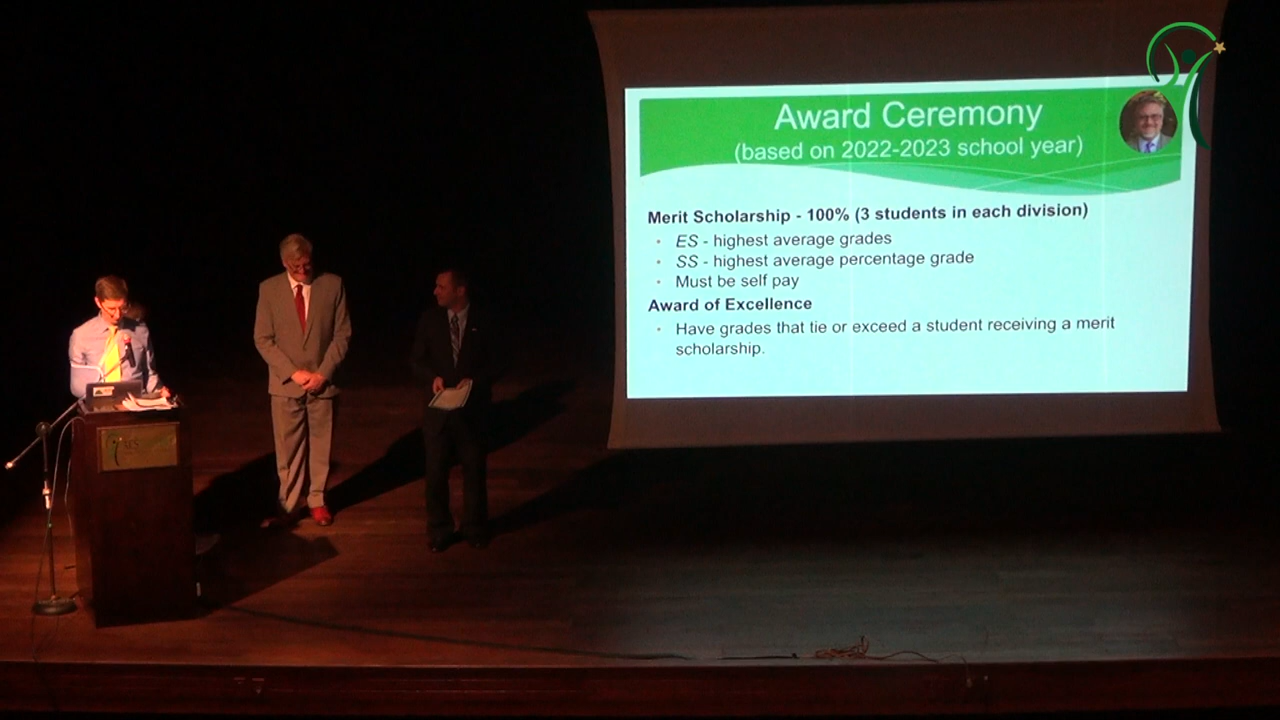 Award Ceremony
(based on 2022-2023 school year)
Merit Scholarship - 100% (3 students in each division)
• ES - highest average grades
• SS - highest average percentage grade
• Must be self pay
Award of Excellence
• Have grades that tie or exceed a student receiving a merit
scholarship.